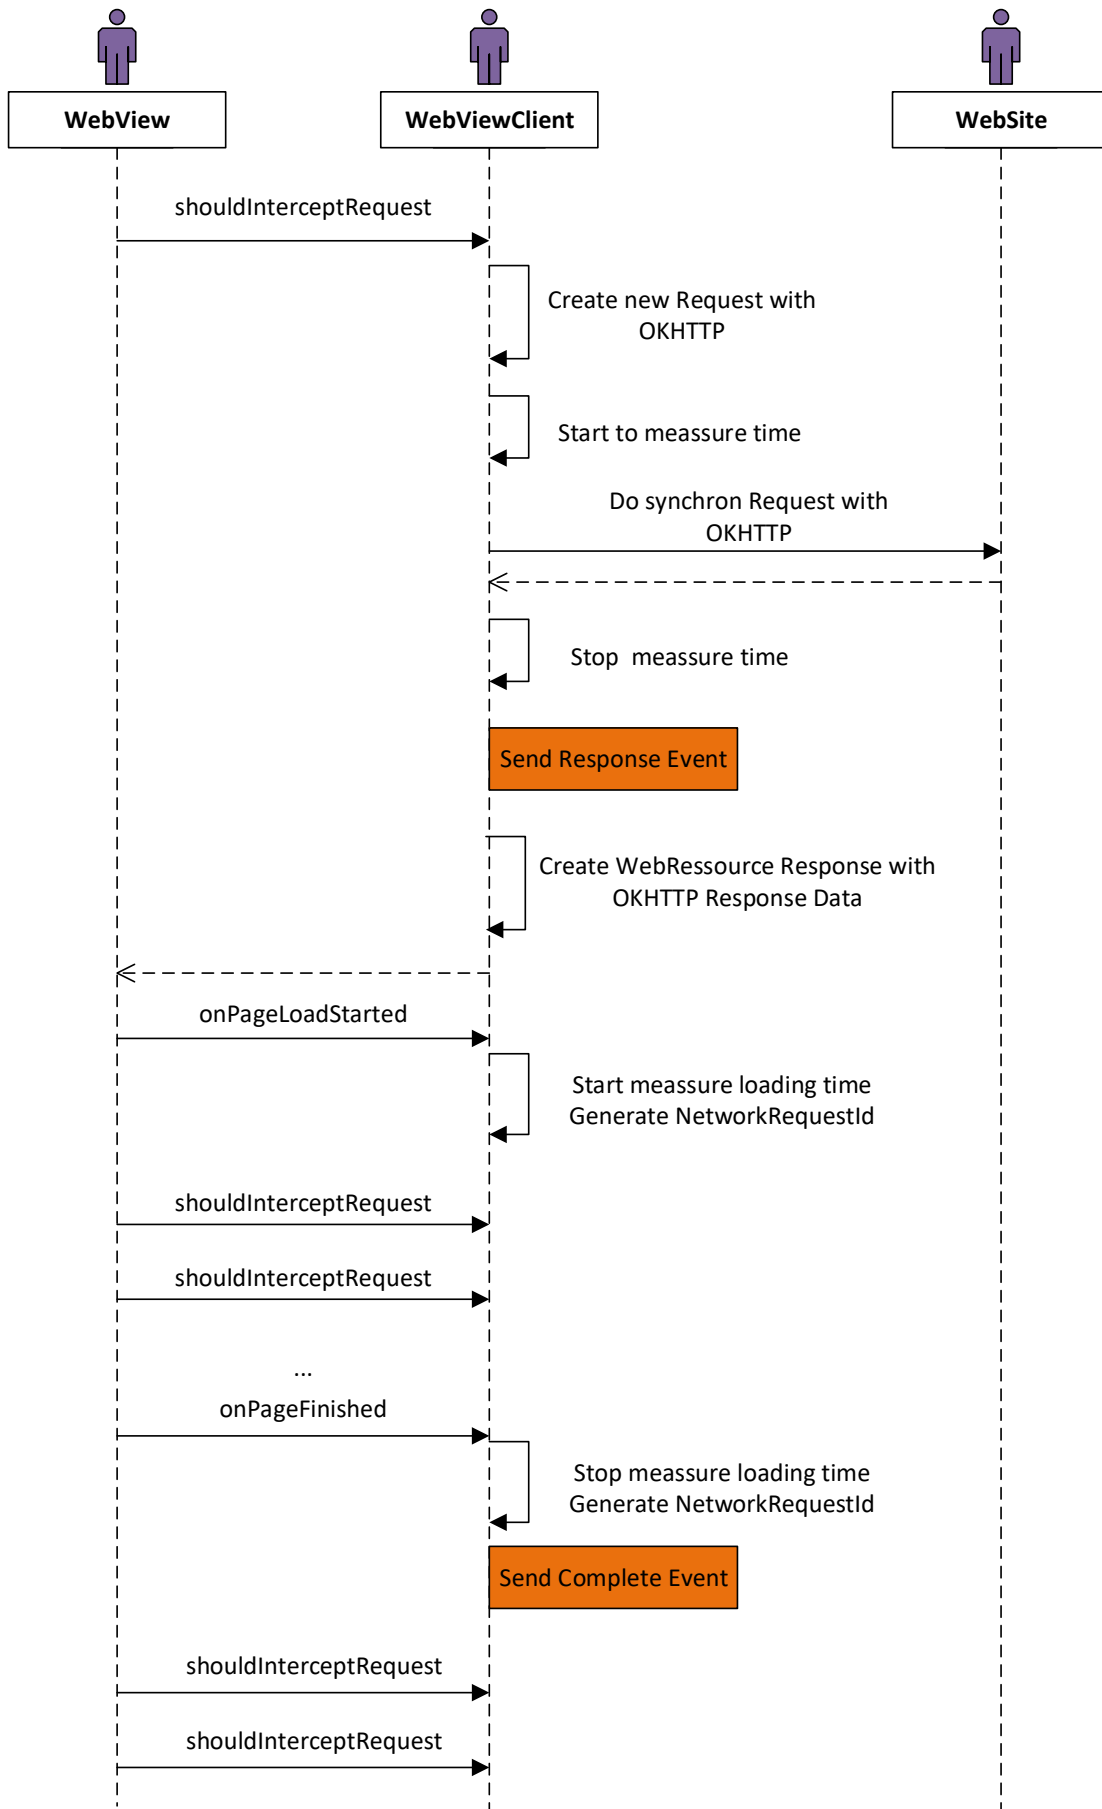 WebView
WebViewClient
WebSite
shouldInterceptRequest
Create new Request with
OKHTTP
Start to meassure time
Do synchron Request with
OKHTTP
Stop  meassure time
Send Response Event
Create WebRessource Response with
OKHTTP Response Data
onPageLoadStarted
Start meassure loading time
Generate NetworkRequestId
shouldInterceptRequest
shouldInterceptRequest
...
onPageFinished
Stop meassure loading time
Generate NetworkRequestId
Send Complete Event
shouldInterceptRequest
shouldInterceptRequest